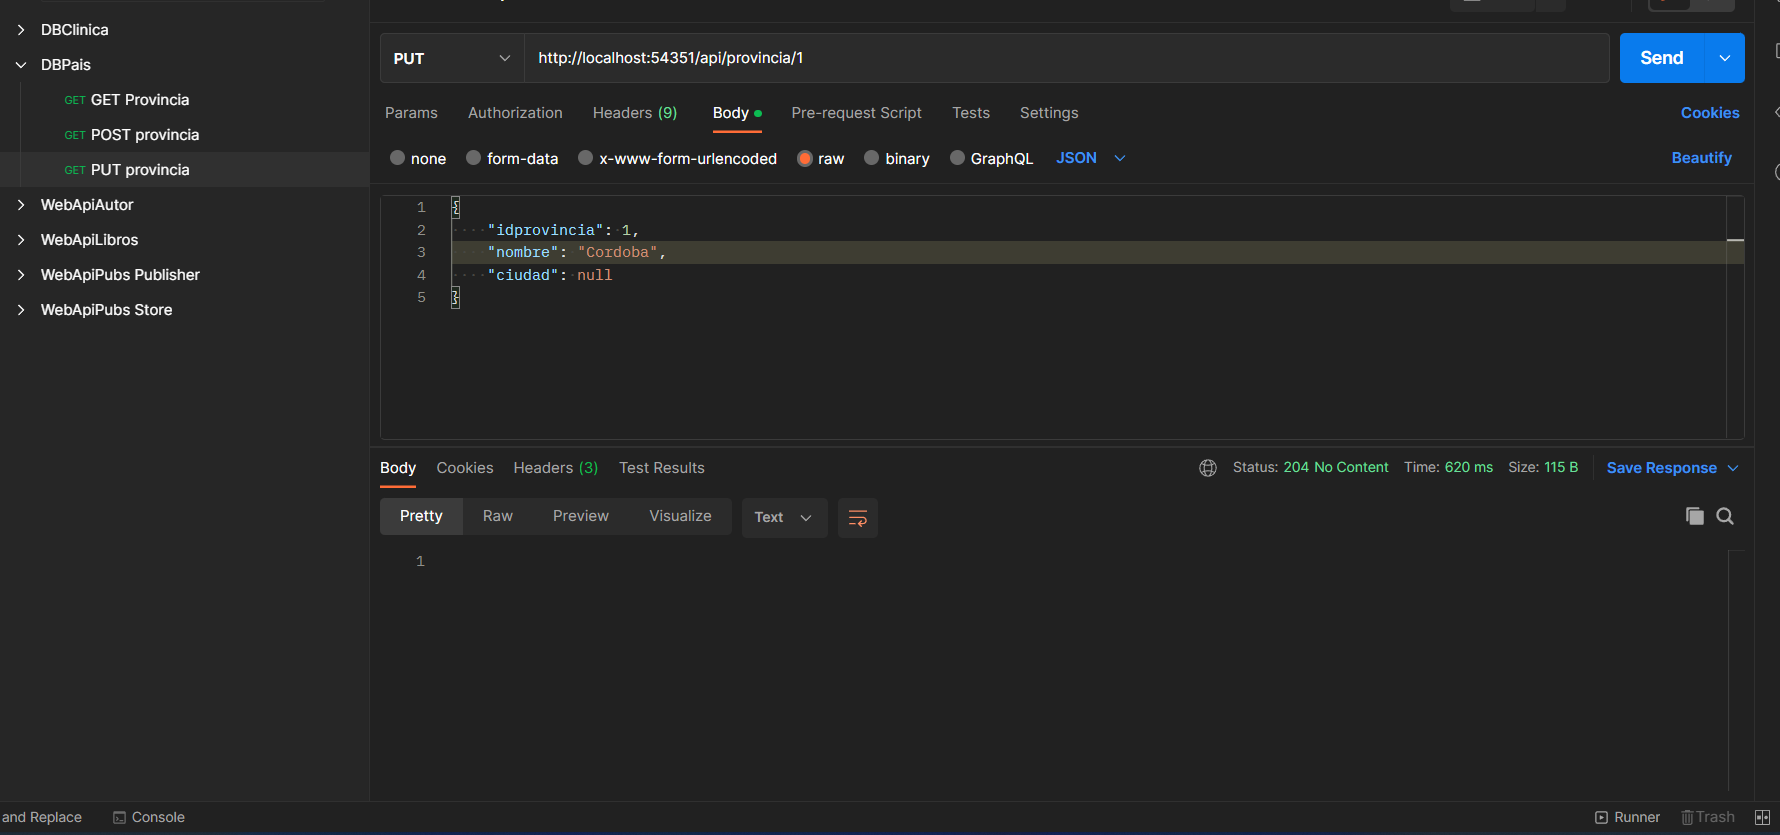 DBClinica
DBPais
GET GET Provincia
GET POST provincia
GET PUT provincia
WebApiAutor
WebApiLibros
WebApiPubs Publisher
WebApiPubs Store
PUT http://localhost:54351/api/provincia/1 Send
Params Authorization Headers (9) Body Pre-request Script Tests Settings Cookies
none form-data x-www-form-urlencoded raw binary GraphQL JSON Beautify
1 {
2 "idprovincia": 1,
3 "nombre": "Cordoba",
4 "ciudad": null
5 }
Body Cookies Headers (3) Test Results Status: 204 No Content Time: 620 ms Size: 115 B Save Response
Pretty Raw Preview Visualize Text
1
and Replace Console Runner Trash